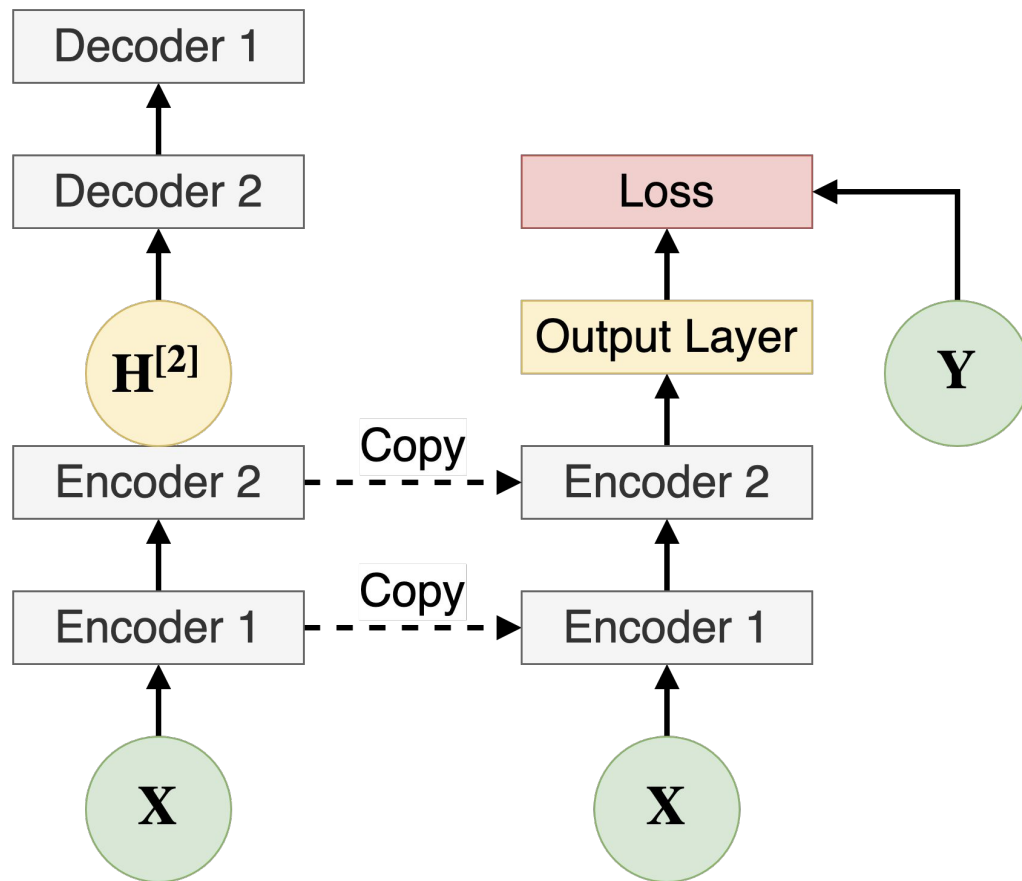 Decoder 1
Decoder 2
H[2]
Encoder 2
Encoder 1
X
Copy
Copy
Loss
Output Layer
Encoder 2
Encoder 1
X
Y